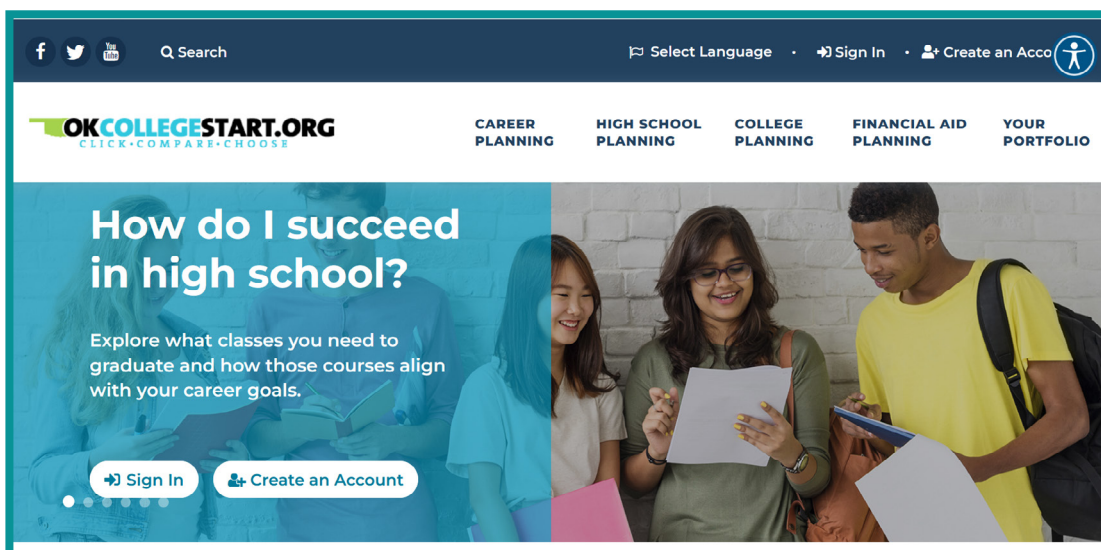 f You Tube Search Select Language · Sign In · Create an Acco
OKCOLLEGESTART.ORG
CLICK•COMPARE•CHOOSE
CAREER PLANNING
HIGH SCHOOL PLANNING
COLLEGE PLANNING
FINANCIAL AID PLANNING
YOUR PORTFOLIO
How do I succeed
in high school?
Explore what classes you need to
graduate and how those courses align
with your career goals.
Sign In Create an Account